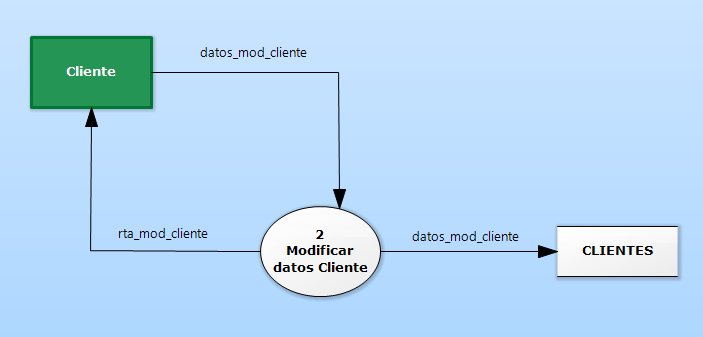 datos_mod_cliente
Cliente
rta_mod_cliente
2
Modificar
datos Cliente
datos_mod_cliente
CLIENTES